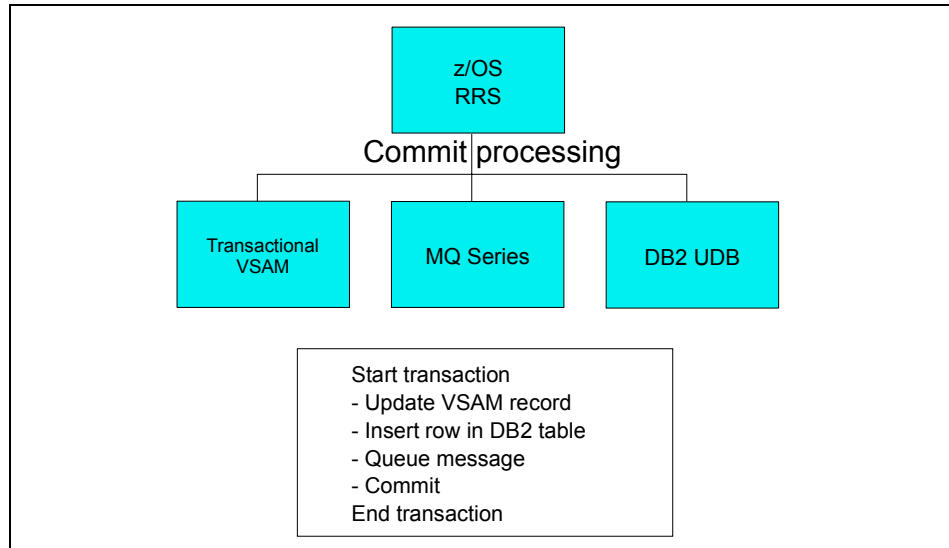 z/OS
RRS
Commit processing
Transactional
VSAM
MQ Series
DB2 UDB
Start transaction
- Update VSAM record
- Insert row in DB2 table
- Queue message
- Commit
End transaction